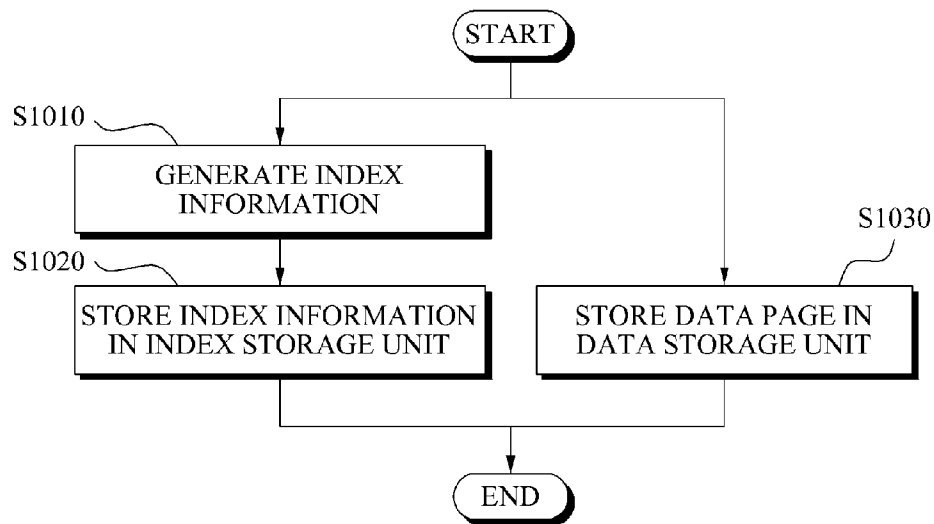 START
S1010
GENERATE INDEX
INFORMATION
S1030
S1020
STORE INDEX INFORMATION
IN INDEX STORAGE UNIT
STORE DATA PAGE IN
DATA STORAGE UNIT
END